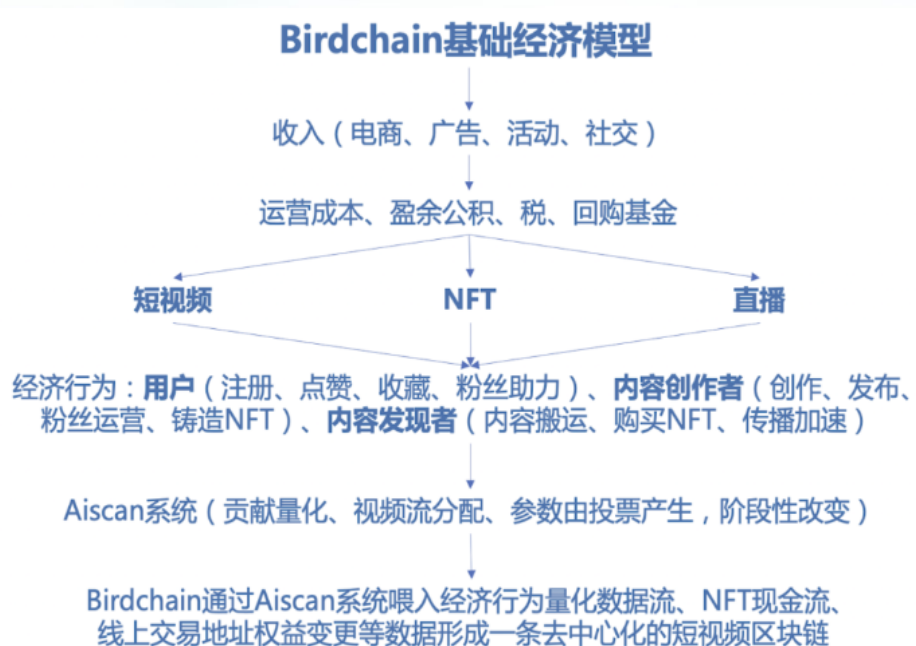 Birdchain基础经济模型
收入（电商、广告、活动、社交）
运营成本、盈余公积、税、回购基金
短视频 NFT 直播
经济行为：用户（注册、点赞、收藏、粉丝助力）、内容创作者（创作、发布、
粉丝运营、铸造NFT）、内容发现者（内容搬运、购买NFT、传播加速）
Aiscan系统（贡献量化、视频流分配、参数由投票产生，阶段性改变）
Birdchain通过Aiscan系统喂入经济行为量化数据流、NFT现金流、
线上交易地址权益变更等数据形成一条去中心化的短视频区块链